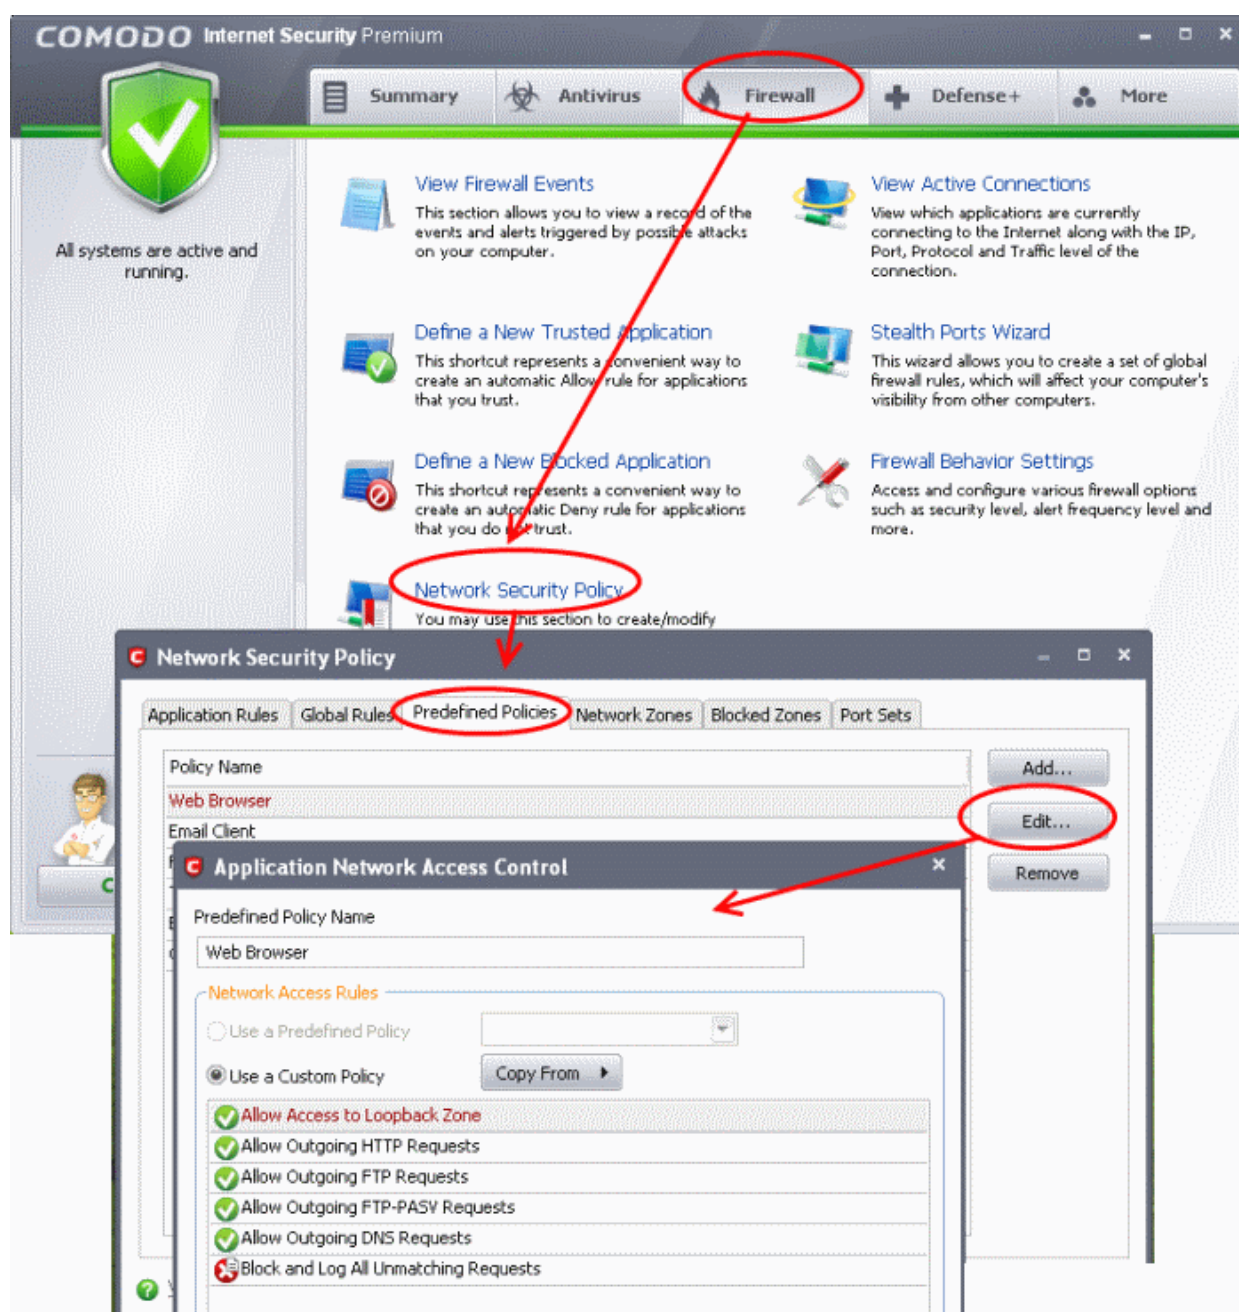 COMODO Internet Security Premium
Summary
Antivirus
Firewall
Defense+
More
All systems are active and
running.
View Firewall Events
This section allows you to view a record of the
events and alerts triggered by possible attacks
on your computer.
View Active Connections
View which applications are currently
connecting to the Internet along with the IP,
Port, Protocol and Traffic level of the
connection.
Define a New Trusted Application
This shortcut represents a convenient way to
create an automatic Allow rule for applications
that you trust.
Stealth Ports Wizard
This wizard allows you to create a set of global
firewall rules, which will affect your computer's
visibility from other computers.
Define a New Blocked Application
This shortcut represents a convenient way to
create an automatic Deny rule for applications
that you do not trust.
Firewall Behavior Settings
Access and configure various firewall options
such as security level, alert frequency level and
more.
Network Security Policy
You may use this section to create/modify
Network Security Policy
Application Rules
Global Rules
Predefined Policies
Network Zones
Blocked Zones
Port Sets
Policy Name
Web Browser
Email Client
Add...
Edit...
Remove
Application Network Access Control
Predefined Policy Name
Web Browser
Network Access Rules
Use a Predefined Policy
Use a Custom Policy
Copy From
Allow Access to Loopback Zone
Allow Outgoing HTTP Requests
Allow Outgoing FTP Requests
Allow Outgoing FTP-PASV Requests
Allow Outgoing DNS Requests
Block and Log All Unmatching Requests